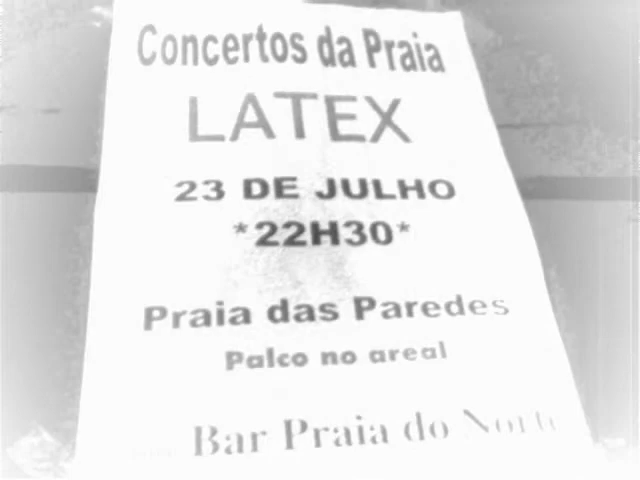 Concertos da Praia
LATEX
23 DE JULHO
*22H30*
Praia das Paredes
Palco no areal
Bar Praia do Norte